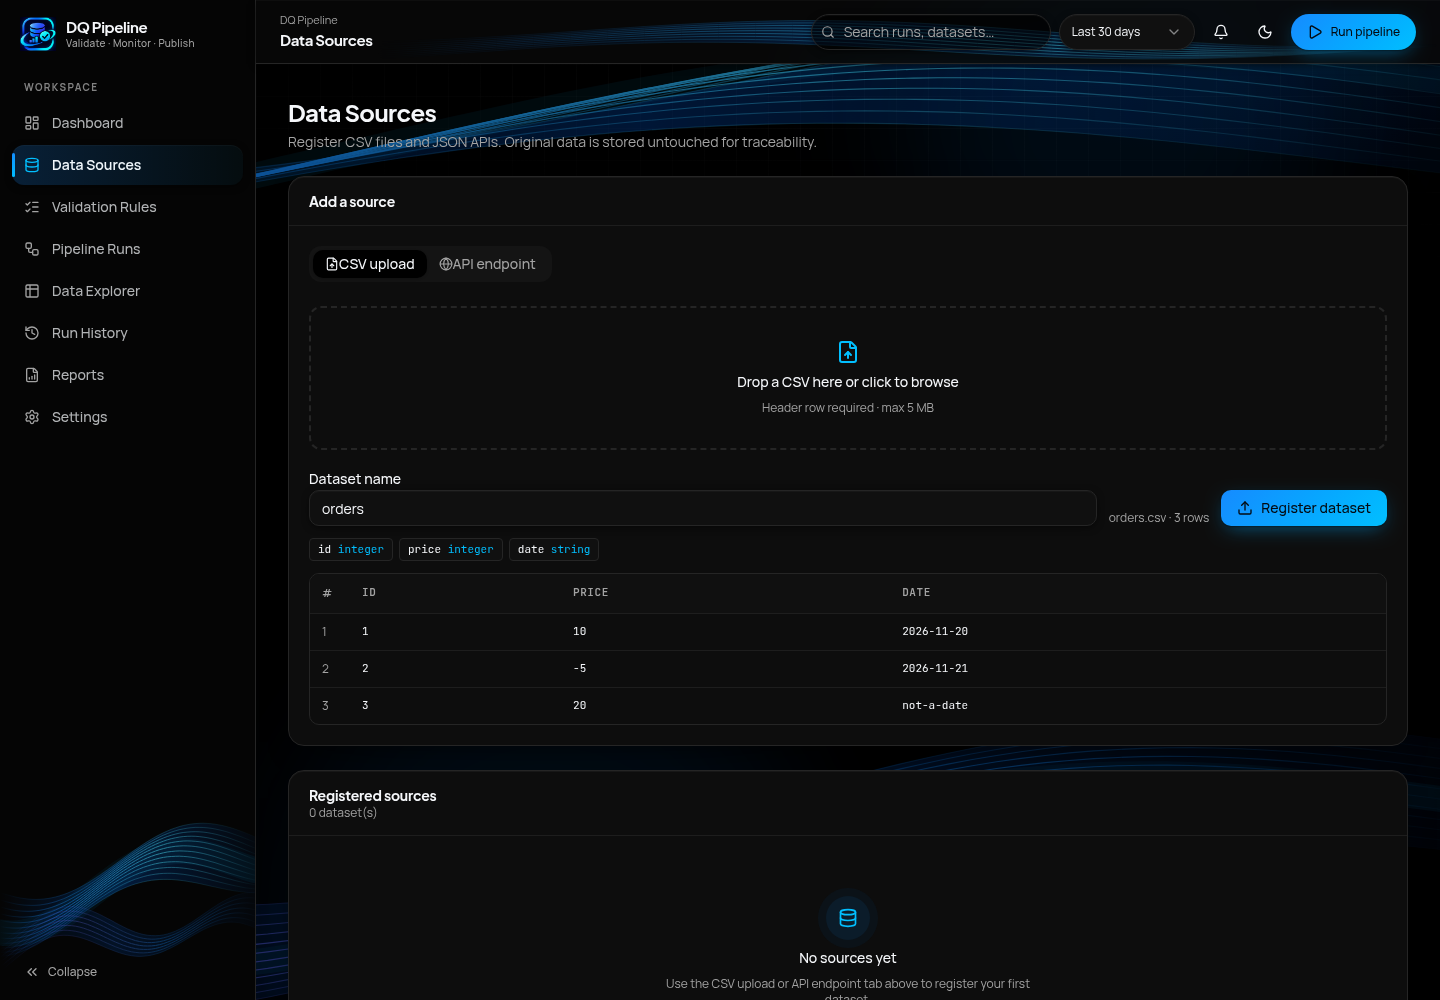 DQ Pipeline
Validate · Monitor · Publish
WORKSPACE
Dashboard
Data Sources
Validation Rules
Pipeline Runs
Data Explorer
Run History
Reports
Settings
Collapse
DQ Pipeline
Data Sources
Search runs, datasets...
Last 30 days
Run pipeline
Data Sources
Register CSV files and JSON APIs. Original data is stored untouched for traceability.
Add a source
CSV upload API endpoint
Drop a CSV here or click to browse
Header row required · max 5 MB
Dataset name
orders
orders.csv · 3 rows
Register dataset
id integer price integer date string
# ID PRICE DATE
1 1 10 2026-11-20
2 2 -5 2026-11-21
3 3 20 not-a-date
Registered sources
0 dataset(s)
No sources yet
Use the CSV upload or API endpoint tab above to register your first
dataset